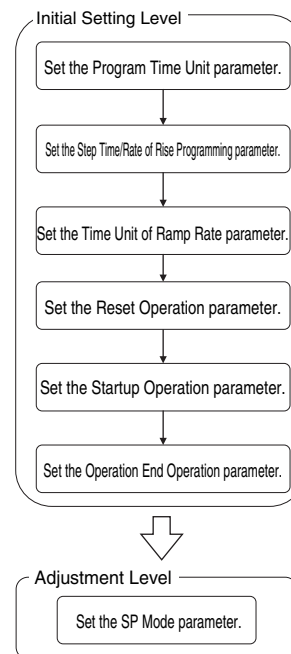 Initial Setting Level
Set the Program Time Unit parameter.
Set the Step Time/Rate of Rise Programming parameter.
Set the Time Unit of Ramp Rate parameter.
Set the Reset Operation parameter.
Set the Startup Operation parameter.
Set the Operation End Operation parameter.
Adjustment Level
Set the SP Mode parameter.